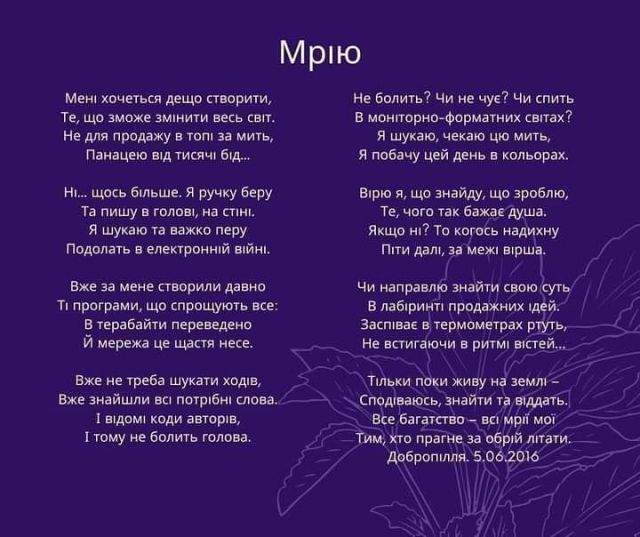 Мрію
Мені хочеться дещо створити,
Те, що зможе змінити весь світ.
Не для продажу в топі за мить,
Панацею від тисячі бід...
Ні... щось більше. Я ручку беру
Та пишу в голові, на стіні.
Я шукаю та важко перу
Подолать в електронній війні.
Вже за мене створили давно
Ті програми, що спрощують все:
В терабайти переведено
Й мережа це щастя несе.
Вже не треба шукати ходів,
Вже знайшли всі потрібні слова.
І відомі коди авторів,
І тому не болить голова.
Не болить? Чи не чує? Чи спить
В моніторно-форматних світах?
Я шукаю, чекаю цю мить,
Я побачу цей день в кольорах.
Вірю я, що знайду, що зроблю,
Те, чого так бажає душа.
Якщо ні? То когось надихну
Піти далі, за межі вірша.
Чи направлю знайти свою суть
В лабіринті продажних ідей.
Заспіває в термометрах ртуть,
Не встигаючи в ритмі вістей...
Тільки поки живу на землі –
Сподіваюсь, знайти та віддать.
Все багатство – всі мрії мої
Тим, хто прагне за обрій літати.
Добропілля. 5.06.2016